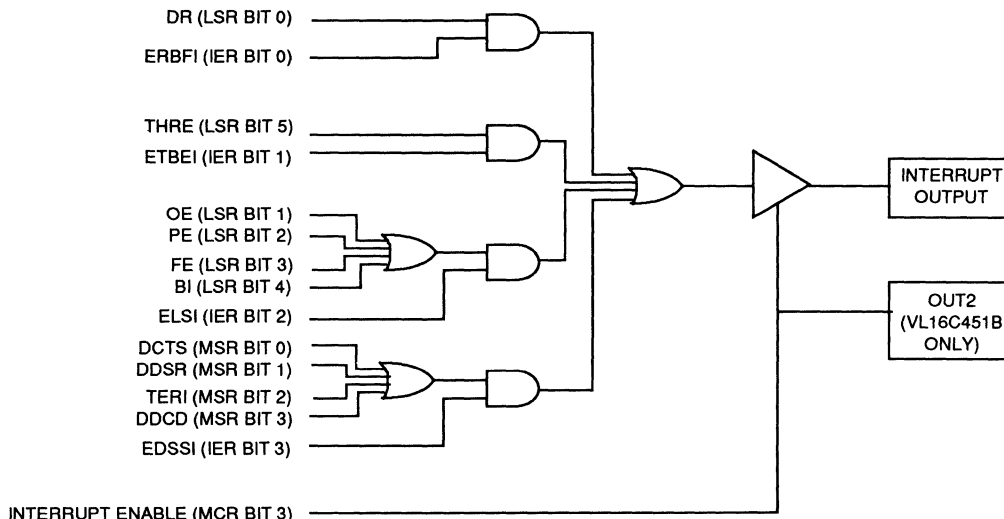 DR (LSR BIT 0)
ERBFI (IER BIT 0)
THRE (LSR BIT 5)
ETBEI (IER BIT 1)
OE (LSR BIT 1)
PE (LSR BIT 2)
FE (LSR BIT 3)
BI (LSR BIT 4)
ELSI (IER BIT 2)
DCTS (MSR BIT 0)
DDSR (MSR BIT 1)
TERI (MSR BIT 2)
DDCD (MSR BIT 3)
EDSSI (IER BIT 3)
INTERRUPT ENABLE (MCR BIT 3)
INTERRUPT
OUTPUT
OUT2
(VL16C451B
ONLY)